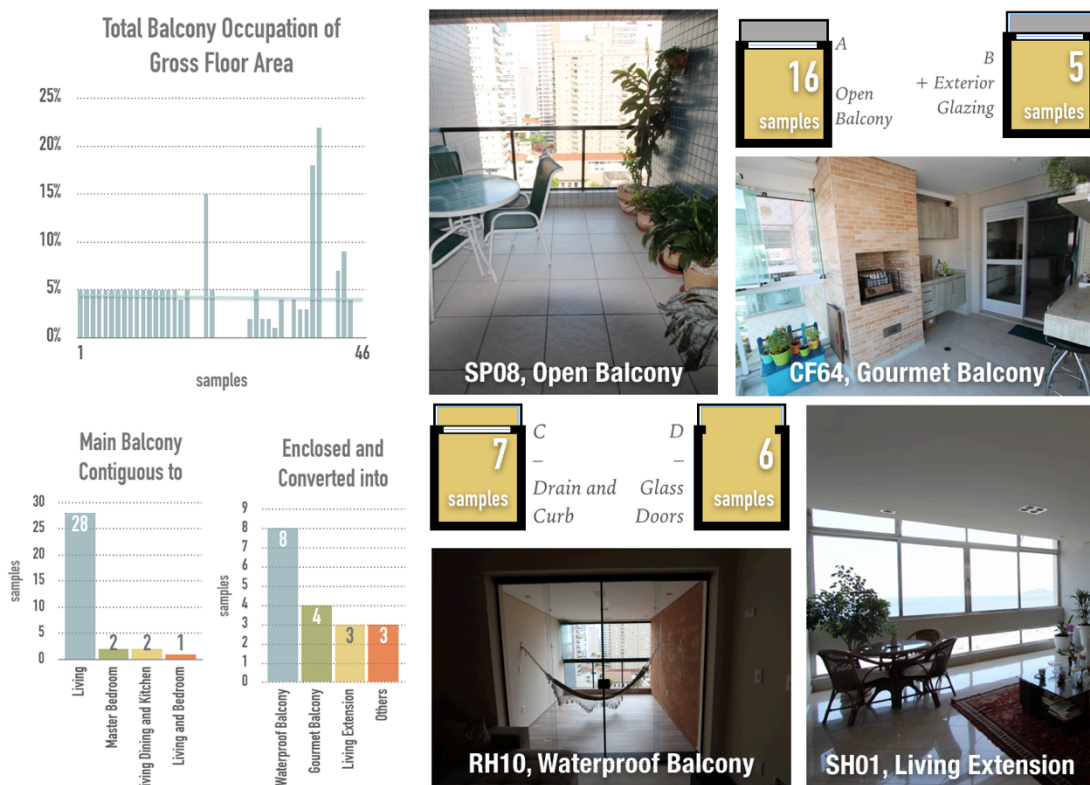 Total Balcony Occupation of
Gross Floor Area
25%
20%
15%
10%
5%
0%
1
46
samples
SP08, Open Balcony
16
samples
A
Open
Balcony
B
+ Exterior
Glazing
5
samples
CF64, Gourmet Balcony
Main Balcony
Contiguous to
samples
30
25
20
15
10
5
0
28
2
2
1
Living
Master Bedroom
Living Dining and Kitchen
Living and Bedroom
Enclosed and
Converted into
samples
9
8
7
6
5
4
3
2
1
0
8
4
3
3
Waterproof Balcony
Gourmet Balcony
Living Extension
Others
7
samples
C
–
Drain and
Curb
D
–
Glass
Doors
6
samples
RH10, Waterproof Balcony
SH01, Living Extension